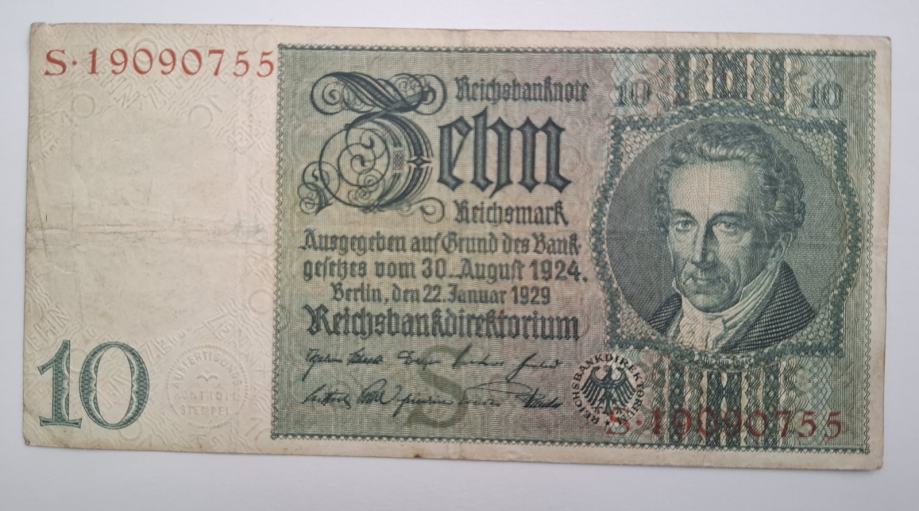 S·19090755
Reichsbanknote
10 10
Zehn
Reichsmark
Ausgegeben auf Grund des Bank-
gesetzes vom 30. August 1924.
Berlin, den 22. Januar 1929
Reichsbankdirektorium
10
S
REICHSBANKDIREKTORIUM
S·19090755